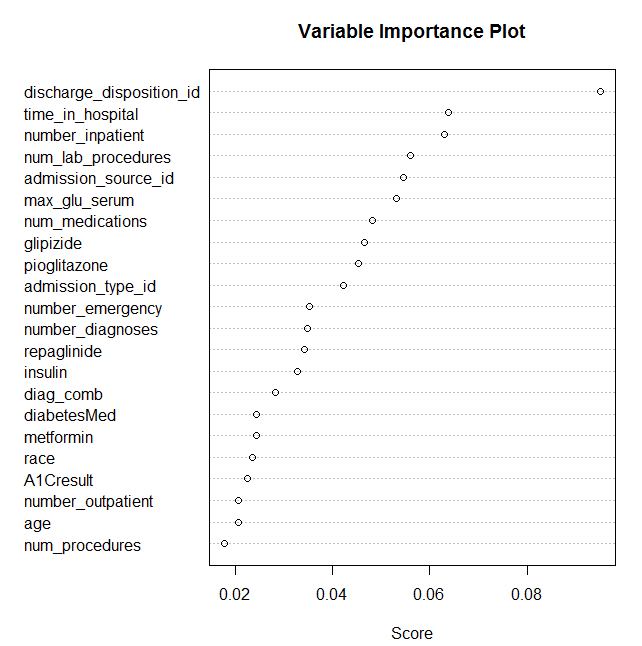 Variable Importance Plot
discharge_disposition_id
time_in_hospital
number_inpatient
num_lab_procedures
admission_source_id
max_glu_serum
num_medications
glipizide
pioglitazone
admission_type_id
number_emergency
number_diagnoses
repaglinide
insulin
diag_comb
diabetesMed
metformin
race
A1Cresult
number_outpatient
age
num_procedures
0.02 0.04 0.06 0.08
Score